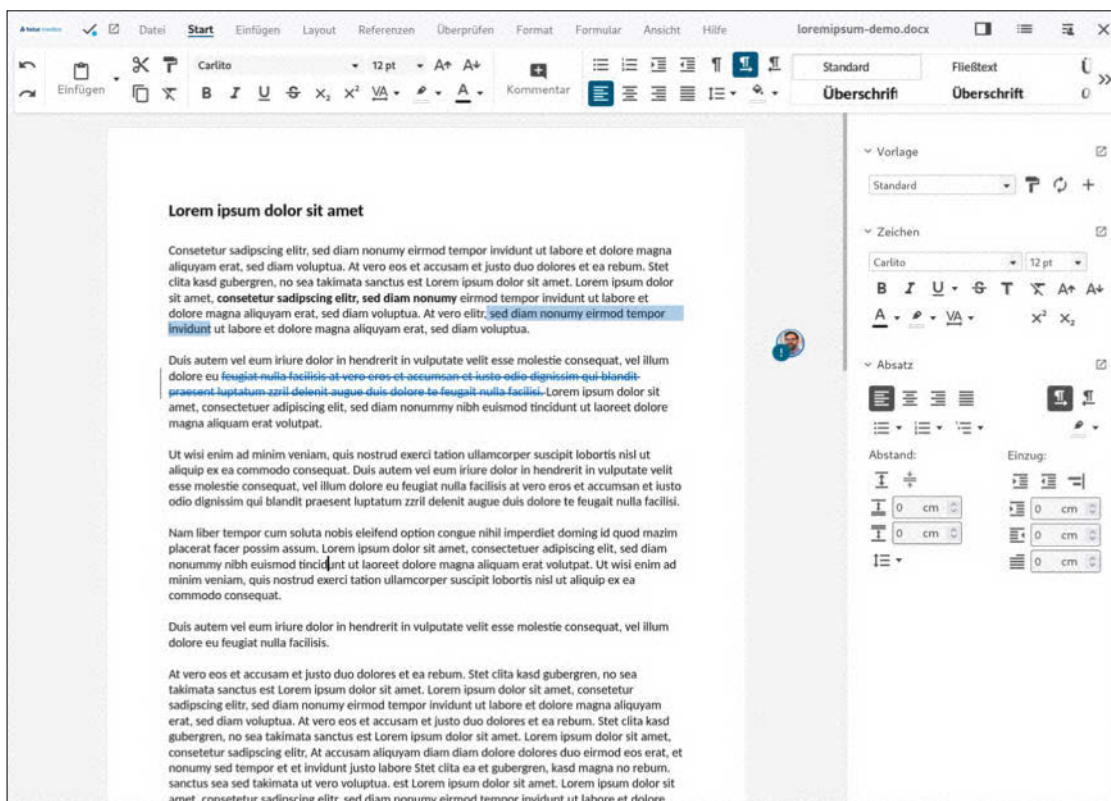 Datei Start Einfügen Layout Referenzen Überprüfen Format Formular Ansicht Hilfe loremipsum-demo.docx
Carlito 12 pt Standard Fließtext
Einfügen Kommentar Überschrif Überschrift
Vorlage
Standard
Zeichen
Carlito 12 pt
Absatz
Abstand: Einzug:
0 cm 0 cm
0 cm 0 cm
0 cm
Lorem ipsum dolor sit amet
Consetetur sadipscing elitr, sed diam nonumy eirmod tempor invidunt ut labore et dolore magna
aliquyam erat, sed diam voluptua. At vero eos et accusam et justo duo dolores et ea rebum. Stet
clita kasd gubergren, no sea takimata sanctus est Lorem ipsum dolor sit amet. Lorem ipsum dolor
sit amet, consetetur sadipscing elitr, sed diam nonumy eirmod tempor invidunt ut labore et
dolore magna aliquyam erat, sed diam voluptua. At vero elitr, sed diam nonumy eirmod tempor
invidunt ut labore et dolore magna aliquyam erat, sed diam voluptua.
Duis autem vel eum iriure dolor in hendrerit in vulputate velit esse molestie consequat, vel illum
dolore eu feugiat nulla facilisis at vero eros et accumsan et iusto odio dignissim qui blandit
praesent luptatum zzril delenit augue duis dolore te feugait nulla facilisi. Lorem ipsum dolor sit
amet, consectetuer adipiscing elit, sed diam nonummy nibh euismod tincidunt ut laoreet dolore
magna aliquam erat volutpat.
Ut wisi enim ad minim veniam, quis nostrud exerci tation ullamcorper suscipit lobortis nisl ut
aliquip ex ea commodo consequat. Duis autem vel eum iriure dolor in hendrerit in vulputate velit
esse molestie consequat, vel illum dolore eu feugiat nulla facilisis at vero eros et accumsan et iusto
odio dignissim qui blandit praesent luptatum zzril delenit augue duis dolore te feugait nulla facilisi.
Nam liber tempor cum soluta nobis eleifend option congue nihil imperdiet doming id quod mazim
placerat facer possim assum. Lorem ipsum dolor sit amet, consectetuer adipiscing elit, sed diam
nonummy nibh euismod tincidunt ut laoreet dolore magna aliquam erat volutpat. Ut wisi enim ad
minim veniam, quis nostrud exerci tation ullamcorper suscipit lobortis nisl ut aliquip ex ea
commodo consequat.
Duis autem vel eum iriure dolor in hendrerit in vulputate velit esse molestie consequat, vel illum
dolore eu feugiat nulla facilisis.
At vero eos et accusam et justo duo dolores et ea rebum. Stet clita kasd gubergren, no sea
takimata sanctus est Lorem ipsum dolor sit amet. Lorem ipsum dolor sit amet, consetetur
sadipscing elitr, sed diam nonumy eirmod tempor invidunt ut labore et dolore magna aliquyam
erat, sed diam voluptua. At vero eos et accusam et justo duo dolores et ea rebum. Stet clita kasd
gubergren, no sea takimata sanctus est Lorem ipsum dolor sit amet. Lorem ipsum dolor sit amet,
consetetur sadipscing elitr, At accusam aliquyam diam diam dolore dolores duo eirmod eos erat, et
nonumy sed tempor et et invidunt justo labore Stet clita ea et gubergren, kasd magna no rebum.
sanctus sea sed takimata ut vero voluptua. est Lorem ipsum dolor sit amet. Lorem ipsum dolor sit
amet, consetetur sadipscing elitr, sed diam nonumy eirmod tempor invidunt ut labore et dolore